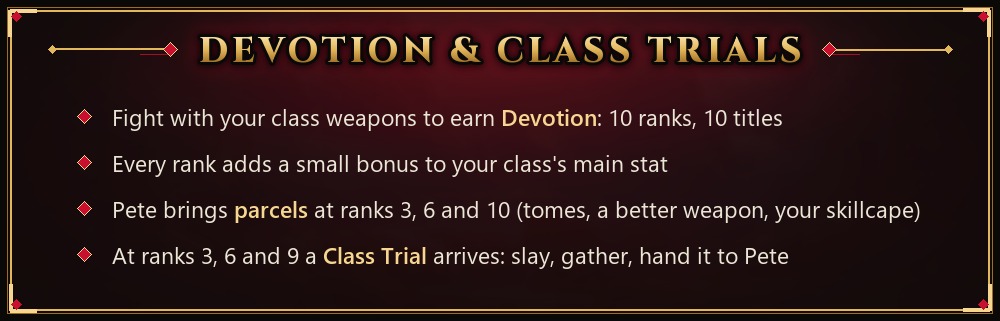 DEVOTION & CLASS TRIALS
Fight with your class weapons to earn Devotion: 10 ranks, 10 titles
Every rank adds a small bonus to your class's main stat
Pete brings parcels at ranks 3, 6 and 10 (tomes, a better weapon, your skillcape)
At ranks 3, 6 and 9 a Class Trial arrives: slay, gather, hand it to Pete